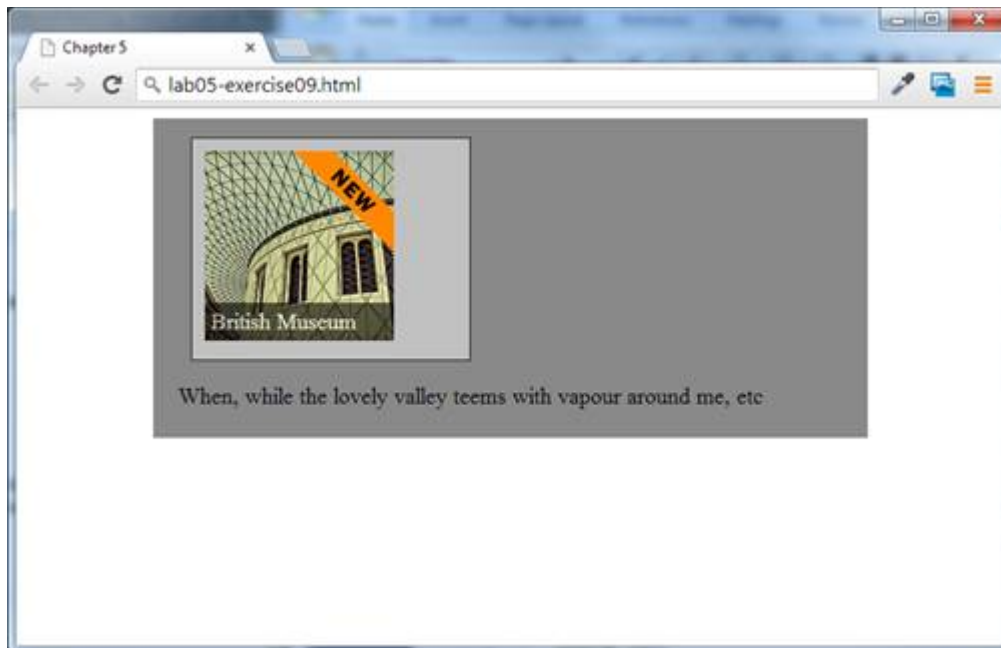 Chapter 5
lab05-exercise09.html
NEW
British Museum
When, while the lovely valley teems with vapour around me, etc